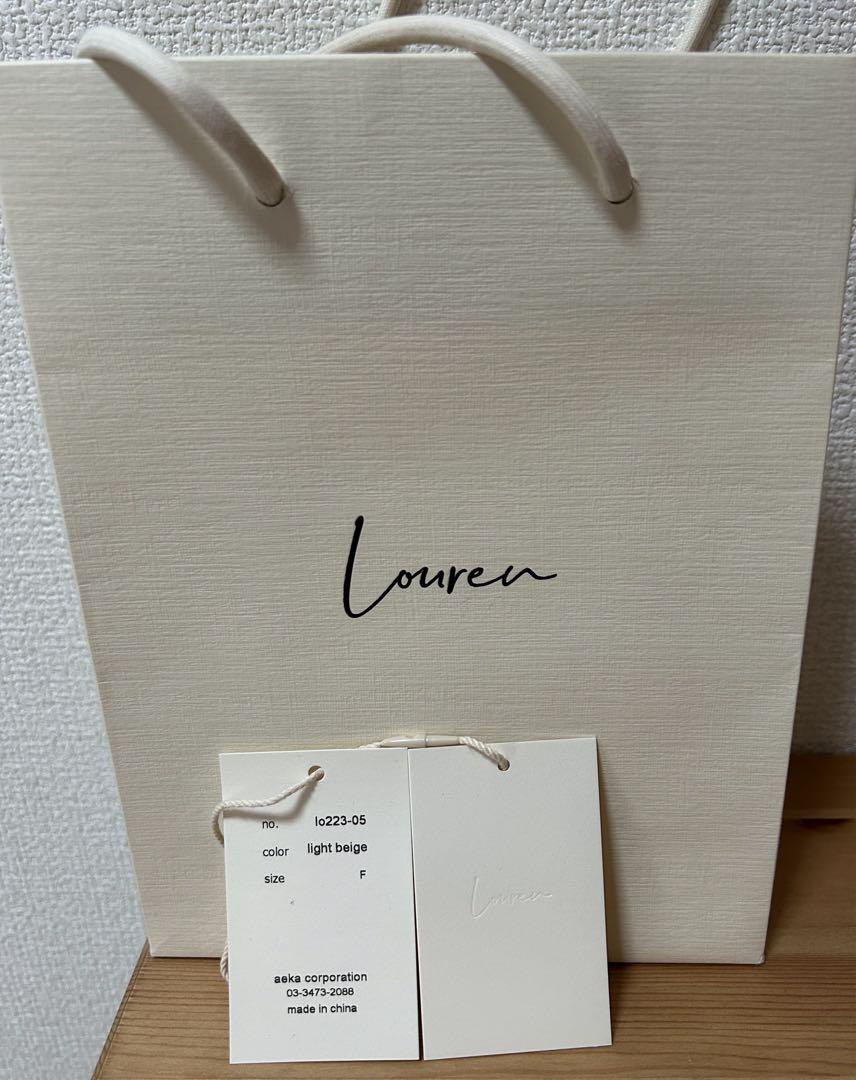 Louren
no. lo223-05
color light beige
size F
aeka corporation
03-3473-2088
made in china
Louren